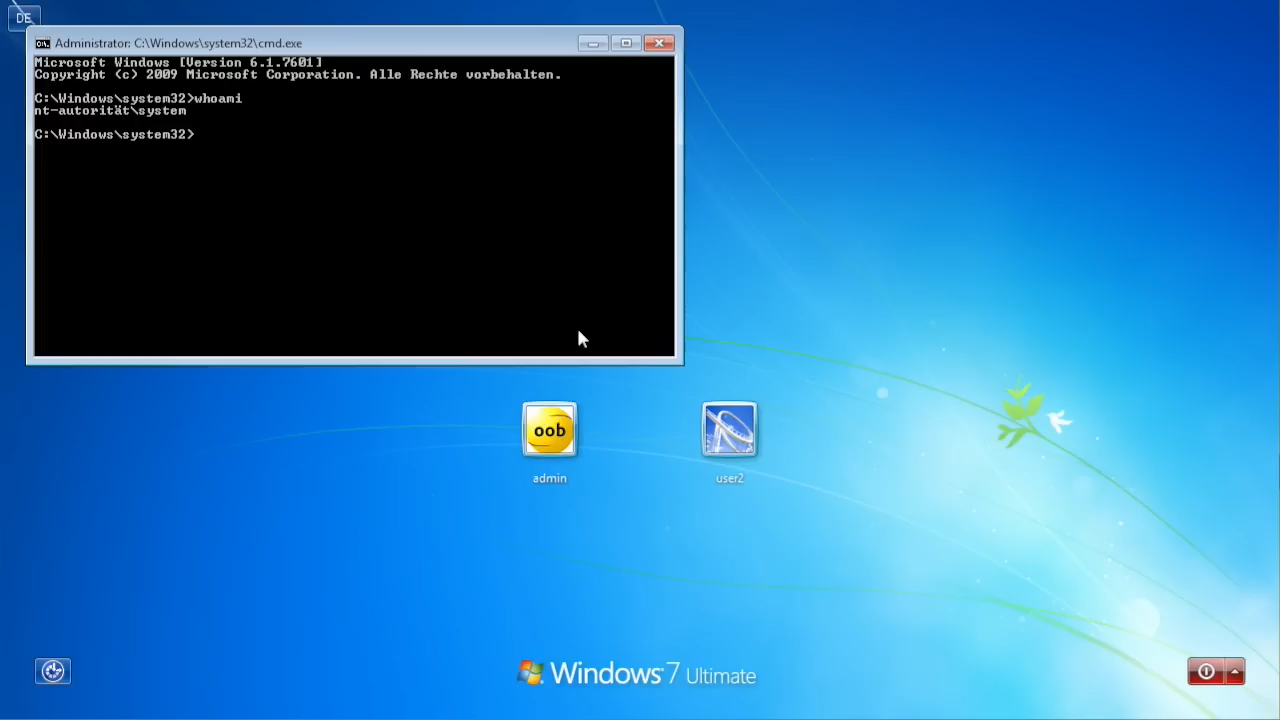 DE
Administrator: C:\Windows\system32\cmd.exe
Microsoft Windows [Version 6.1.7601]
Copyright (c) 2009 Microsoft Corporation. Alle Rechte vorbehalten.
C:\Windows\system32>whoami
nt-autorität\system
C:\Windows\system32>
oob
admin
user2
Windows 7 Ultimate